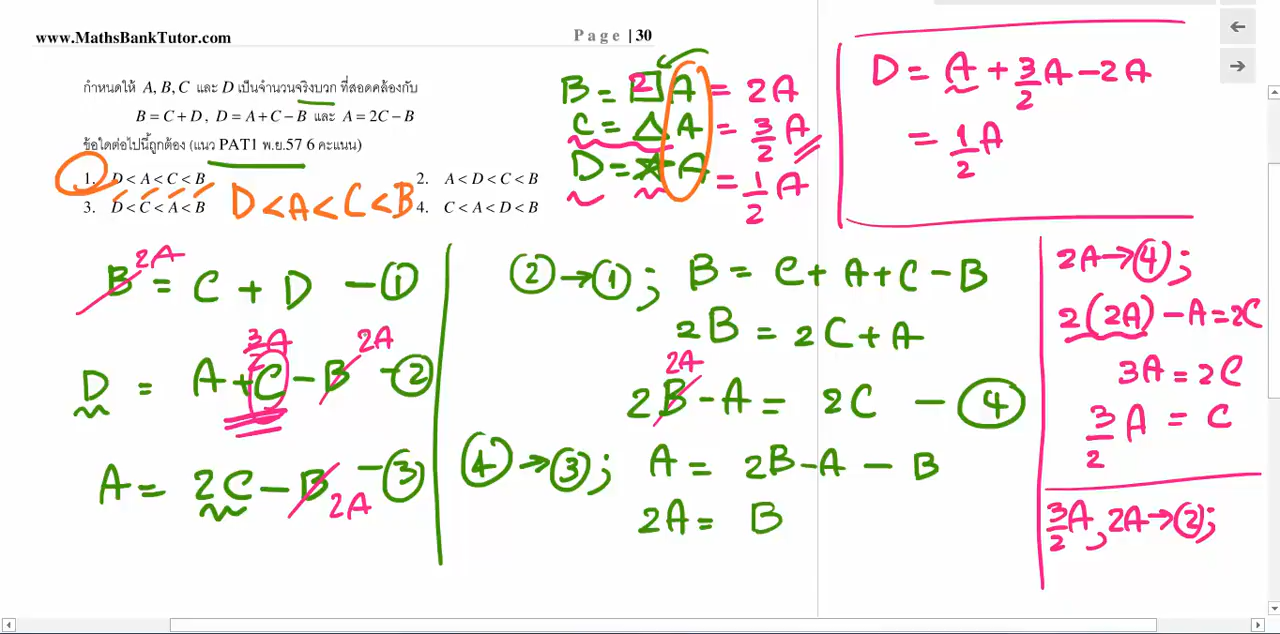 www.MathsBankTutor.com
Page | 30
กำหนดให้ A, B, C และ D เป็นจำนวนจริงบวก ที่สอดคล้องกับ
B = C + D , D = A + C − B และ A = 2C − B
ข้อใดต่อไปนี้ถูกต้อง (แนว PAT1 พ.ย.57 6 คะแนน)
1. D < A < C < B
2. A < D < C < B
3. D < C < A < B
4. C < A < D < B
D < A < C < B
B = 2 A = 2A
C = △ A = 3/2 A
D = ★ A = 1/2 A
D = A + 3/2 A − 2A
= 1/2 A
2A
B = C + D − ①
3A 2A
D = A + C − B − ②
A = 2C − B − ③
2A
② → ① ; B = C + A + C − B
2B = 2C + A
2A
2B − A = 2C − ④
④ → ③ ; A = 2B − A − B
2A = B
2A → ④ ;
2(2A) − A = 2C
3A = 2C
3/2 A = C
3/2 A , 2A → ② ;